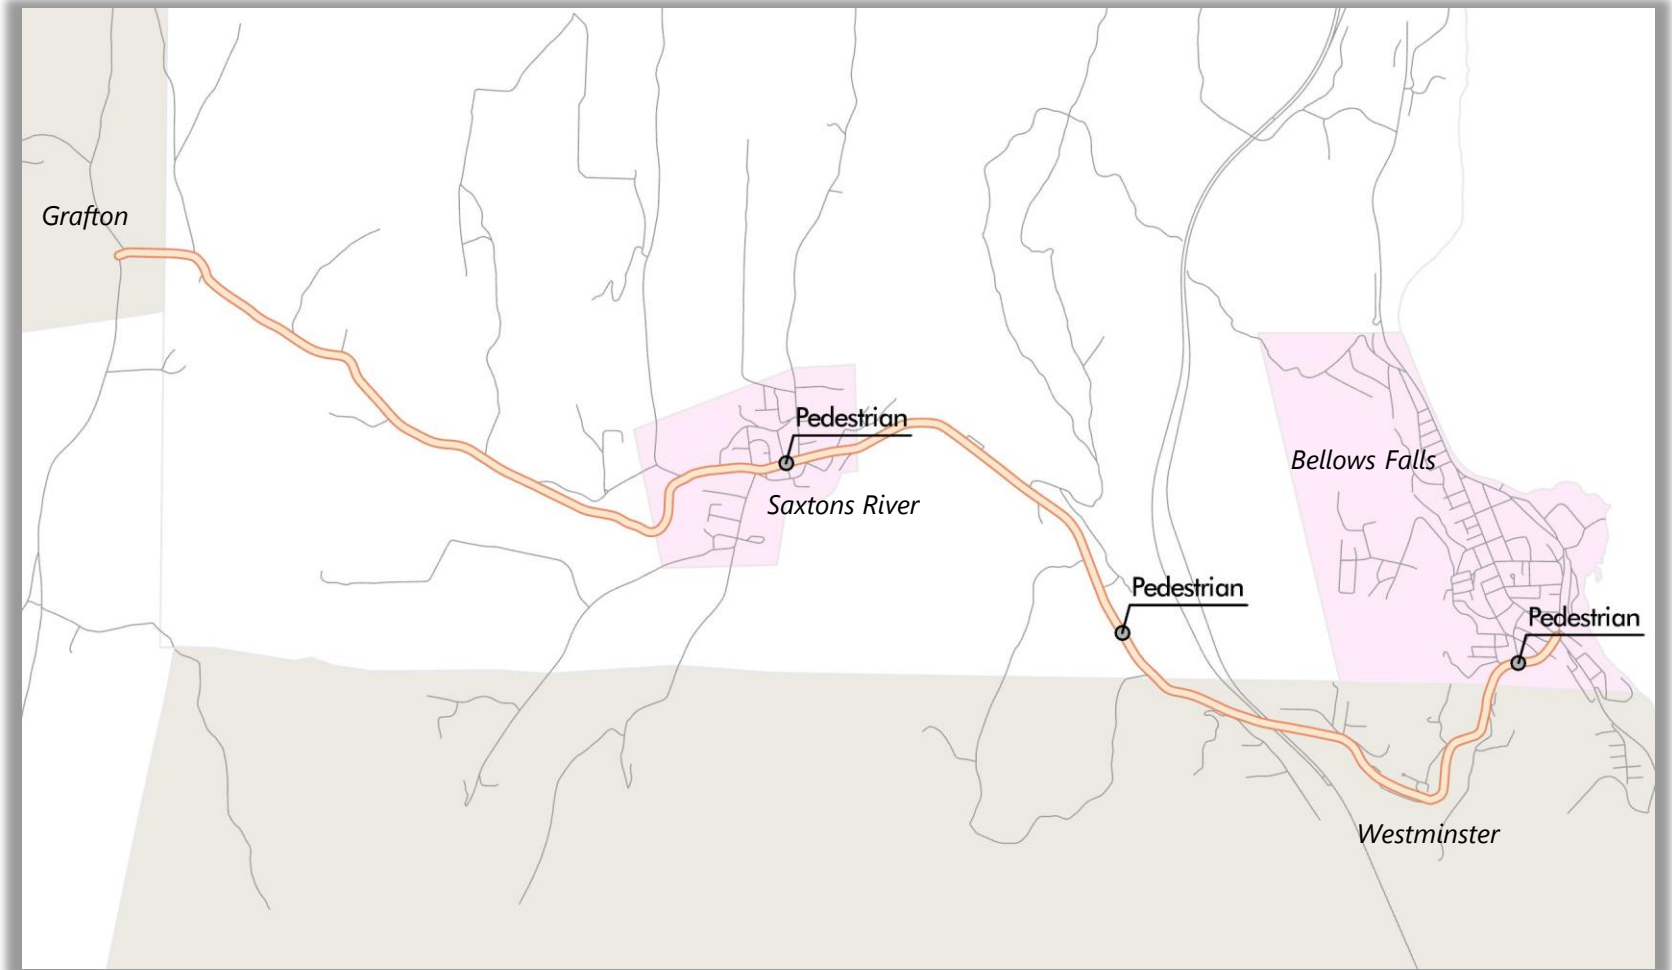 Grafton
Pedestrian
Bellows Falls
Saxtons River
Pedestrian
Pedestrian
Westminster